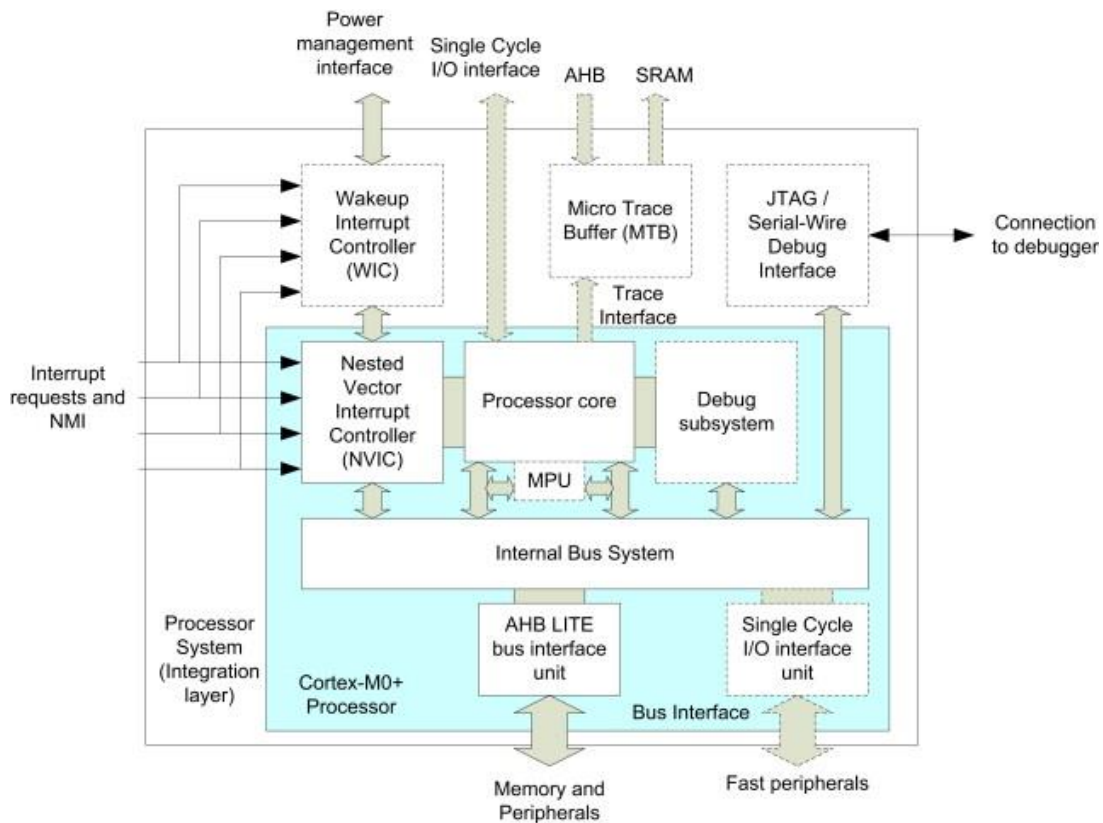 Power
management
interface
Single Cycle
I/O interface
AHB
SRAM
Wakeup
Interrupt
Controller
(WIC)
Micro Trace
Buffer (MTB)
JTAG /
Serial-Wire
Debug
Interface
Connection
to debugger
Trace
Interface
Interrupt
requests and
NMI
Nested
Vector
Interrupt
Controller
(NVIC)
Processor core
Debug
subsystem
MPU
Internal Bus System
Processor
System
(Integration
layer)
Cortex-M0+
Processor
AHB LITE
bus interface
unit
Single Cycle
I/O interface
unit
Bus Interface
Memory and
Peripherals
Fast peripherals